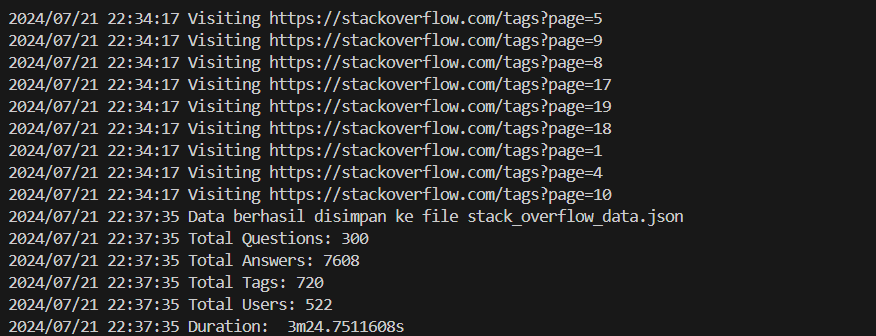 2024/07/21 22:34:17 Visiting https://stackoverflow.com/tags?page=5
2024/07/21 22:34:17 Visiting https://stackoverflow.com/tags?page=9
2024/07/21 22:34:17 Visiting https://stackoverflow.com/tags?page=8
2024/07/21 22:34:17 Visiting https://stackoverflow.com/tags?page=17
2024/07/21 22:34:17 Visiting https://stackoverflow.com/tags?page=19
2024/07/21 22:34:17 Visiting https://stackoverflow.com/tags?page=18
2024/07/21 22:34:17 Visiting https://stackoverflow.com/tags?page=1
2024/07/21 22:34:17 Visiting https://stackoverflow.com/tags?page=4
2024/07/21 22:34:17 Visiting https://stackoverflow.com/tags?page=10
2024/07/21 22:37:35 Data berhasil disimpan ke file stack_overflow_data.json
2024/07/21 22:37:35 Total Questions: 300
2024/07/21 22:37:35 Total Answers: 7608
2024/07/21 22:37:35 Total Tags: 720
2024/07/21 22:37:35 Total Users: 522
2024/07/21 22:37:35 Duration:  3m24.7511608s